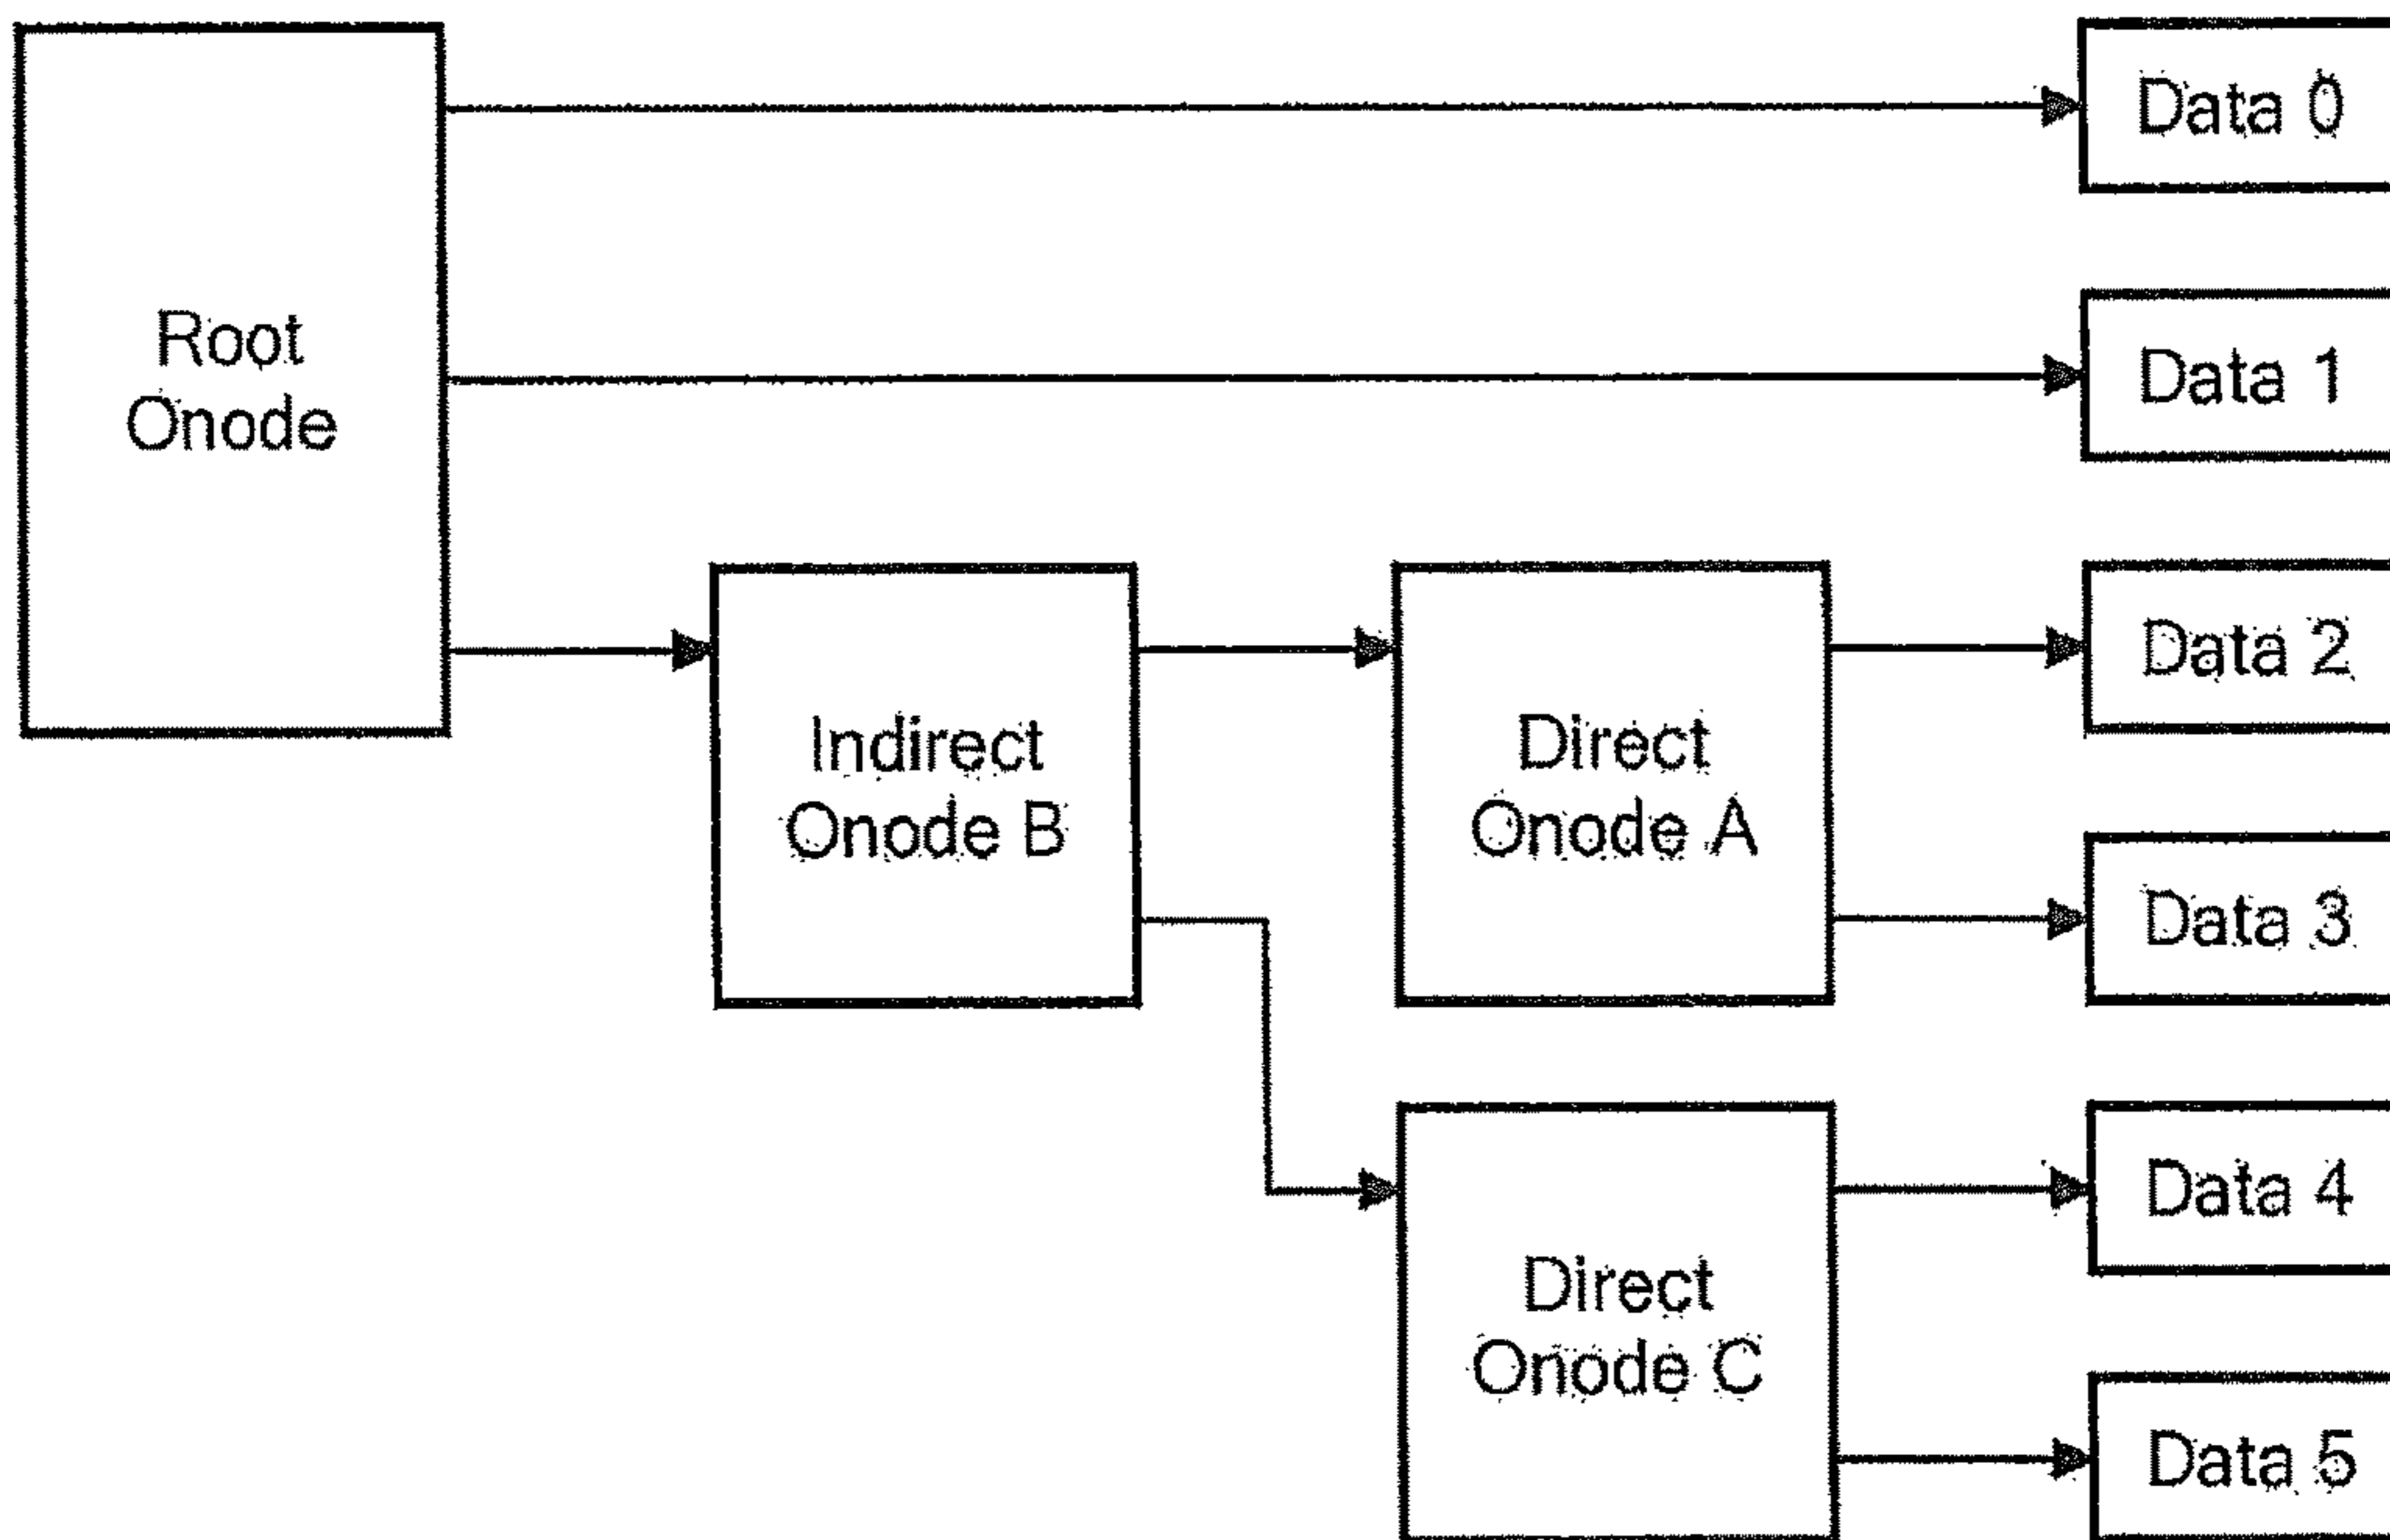 Data 0
Root
Onode
Data 1
Indirect
Onode B
Direct
Onode A
Data 2
Data 3
Direct
Onode C
Data 4
Data 5